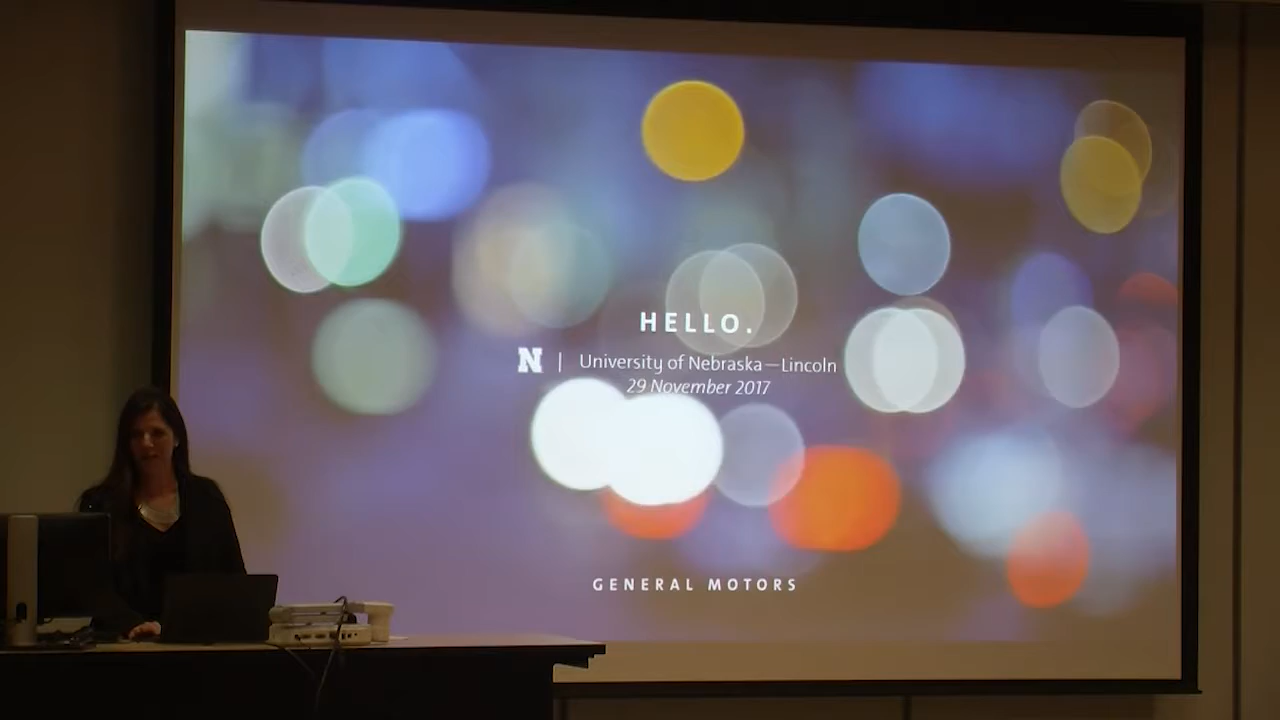 HELLO.
N | University of Nebraska—Lincoln
29 November 2017
GENERAL MOTORS